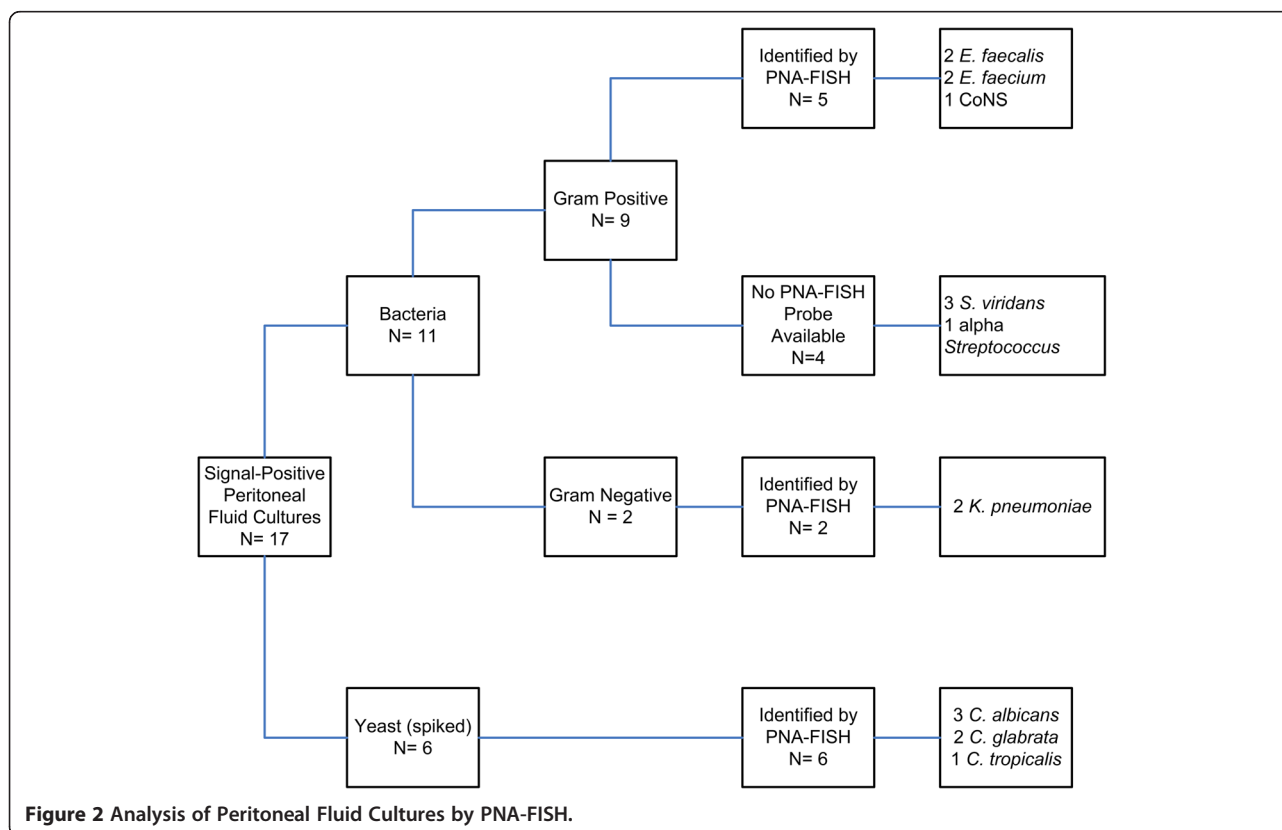 Identified by
PNA-FISH
N= 5
2 E. faecalis
2 E. faecium
1 CoNS
Gram Positive
N= 9
No PNA-FISH
Probe
Available
N=4
3 S. viridans
1 alpha
Streptococcus
Bacteria
N= 11
Signal-Positive
Peritoneal
Fluid Cultures
N= 17
Gram Negative
N = 2
Identified by
PNA-FISH
N= 2
2 K. pneumoniae
Yeast (spiked)
N= 6
Identified by
PNA-FISH
N= 6
3 C. albicans
2 C. glabrata
1 C. tropicalis
Figure 2 Analysis of Peritoneal Fluid Cultures by PNA-FISH.